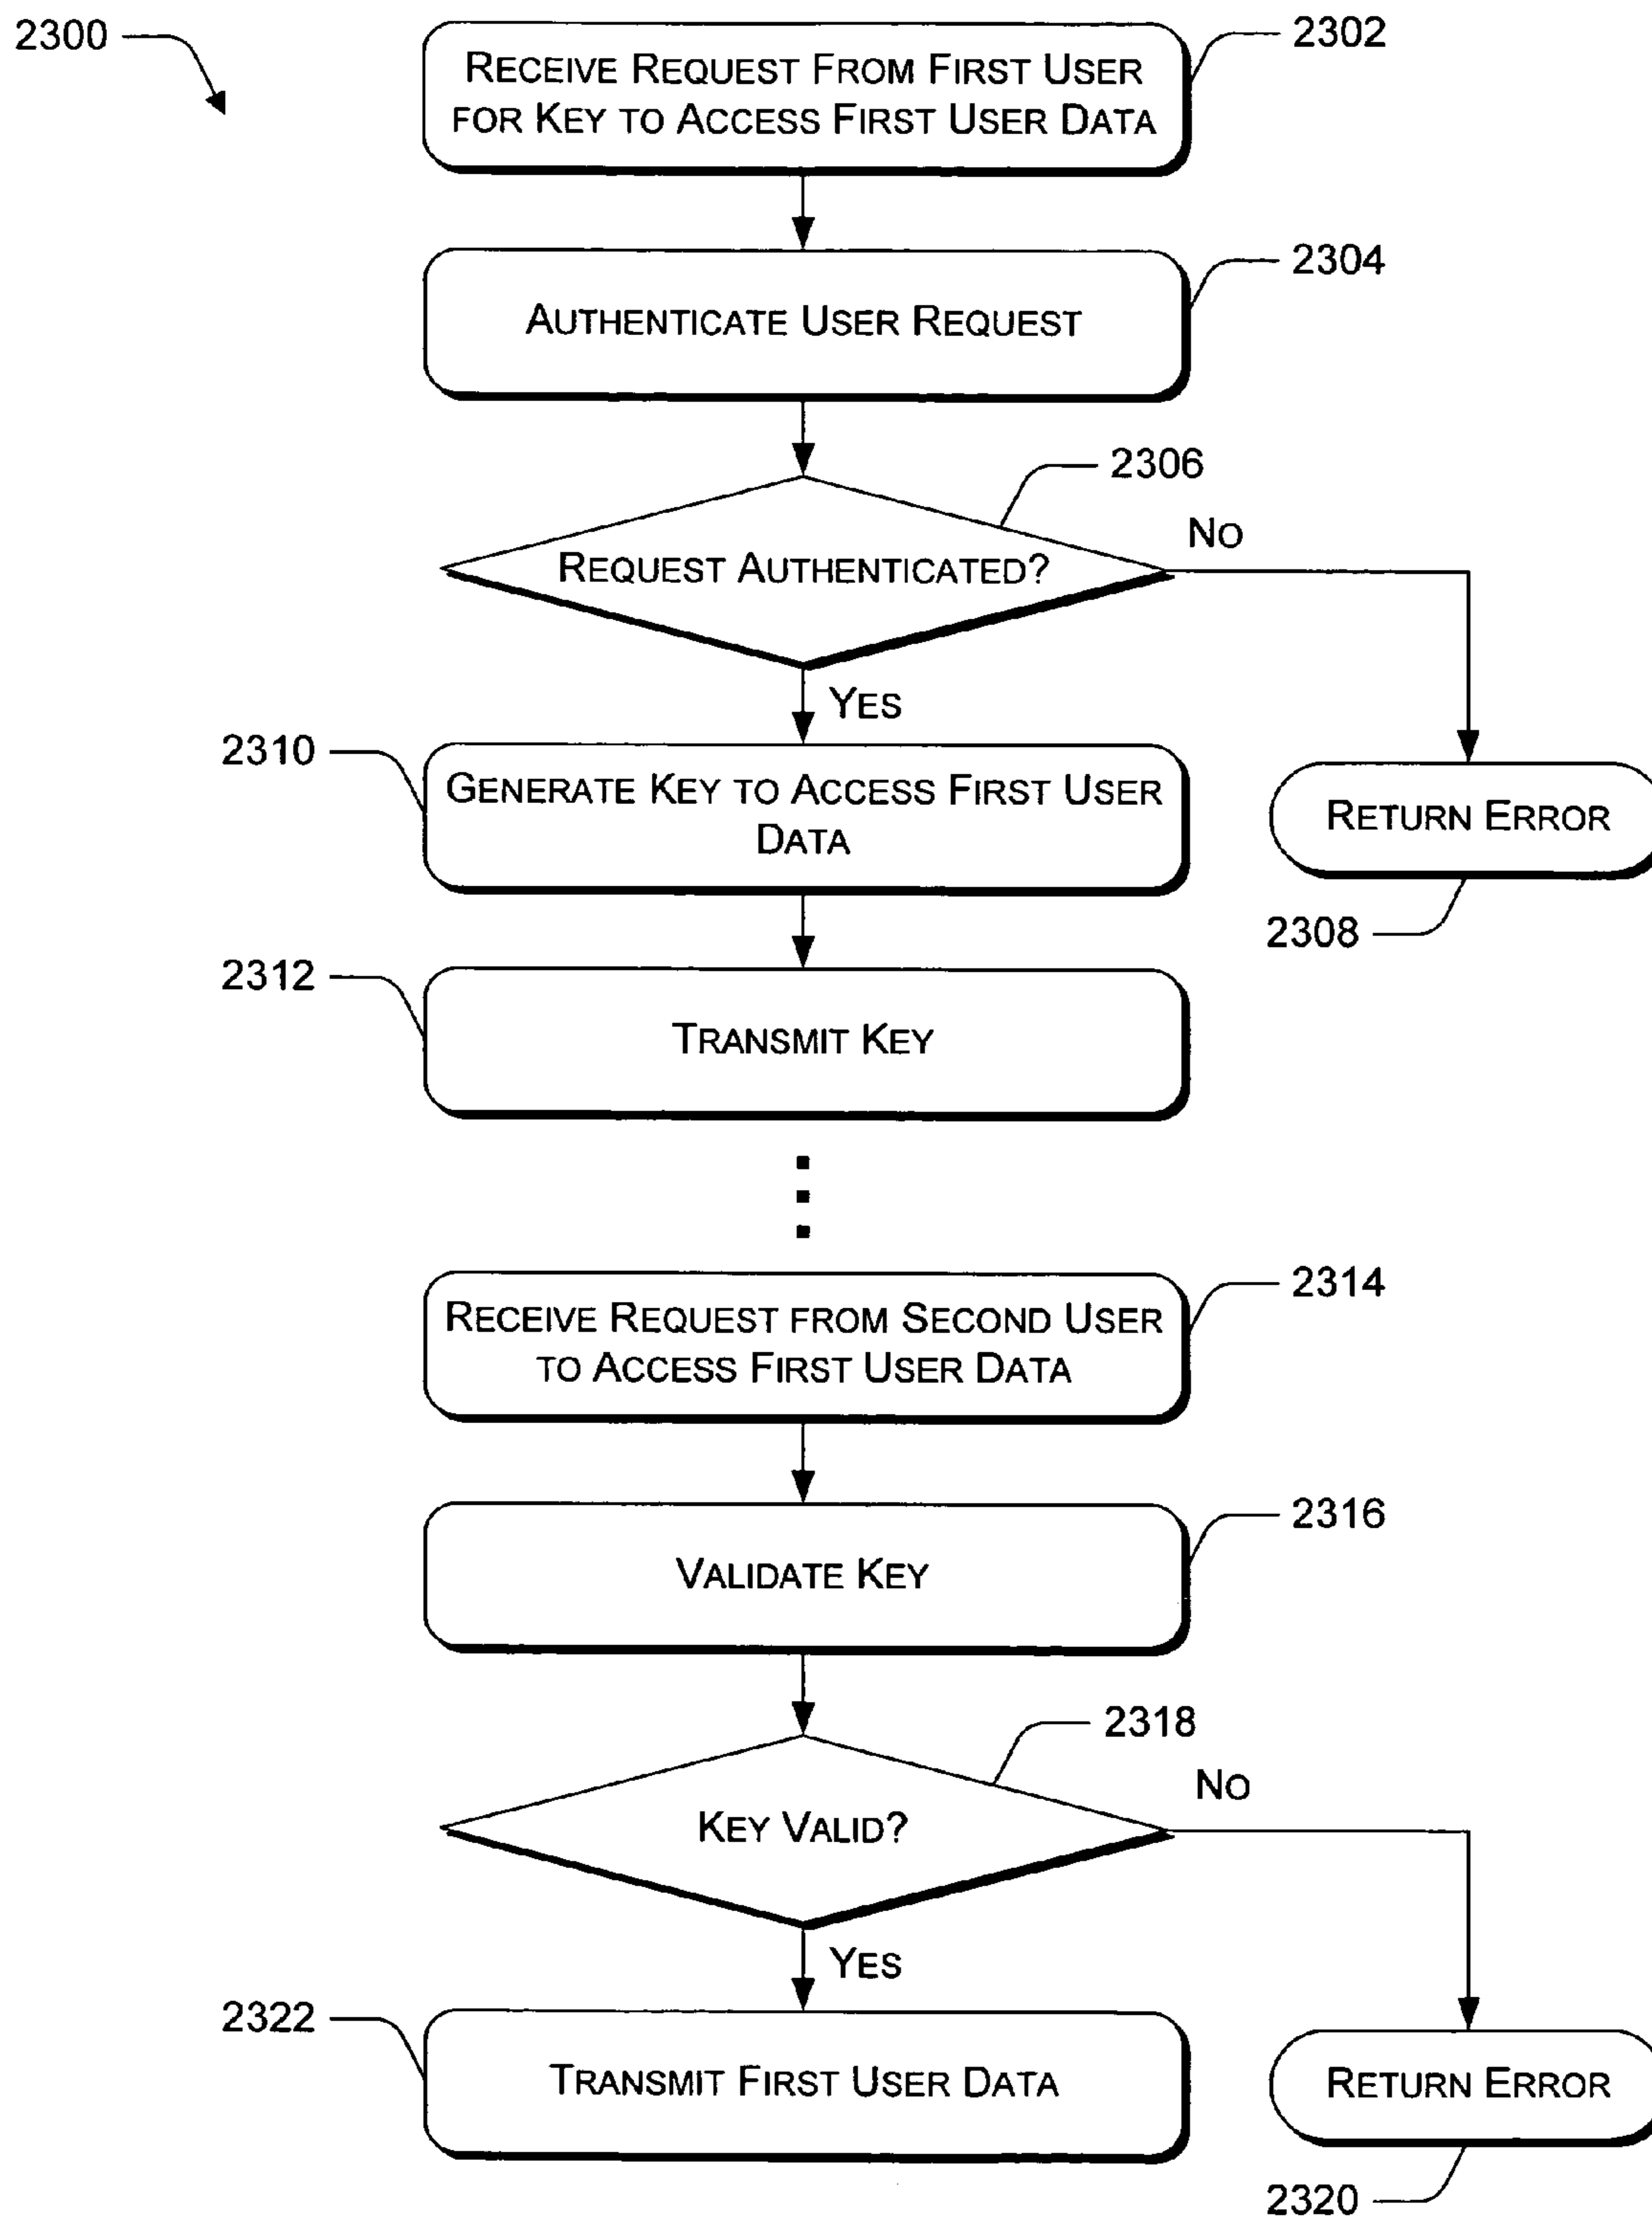 2300
2302
RECEIVE REQUEST FROM FIRST USER
FOR KEY TO ACCESS FIRST USER DATA
2304
AUTHENTICATE USER REQUEST
2306
NO
REQUEST AUTHENTICATED?
YES
2310
GENERATE KEY TO ACCESS FIRST USER
DATA
RETURN ERROR
2308
2312
TRANSMIT KEY
2314
RECEIVE REQUEST FROM SECOND USER
TO ACCESS FIRST USER DATA
2316
VALIDATE KEY
2318
NO
KEY VALID?
YES
2322
TRANSMIT FIRST USER DATA
RETURN ERROR
2320